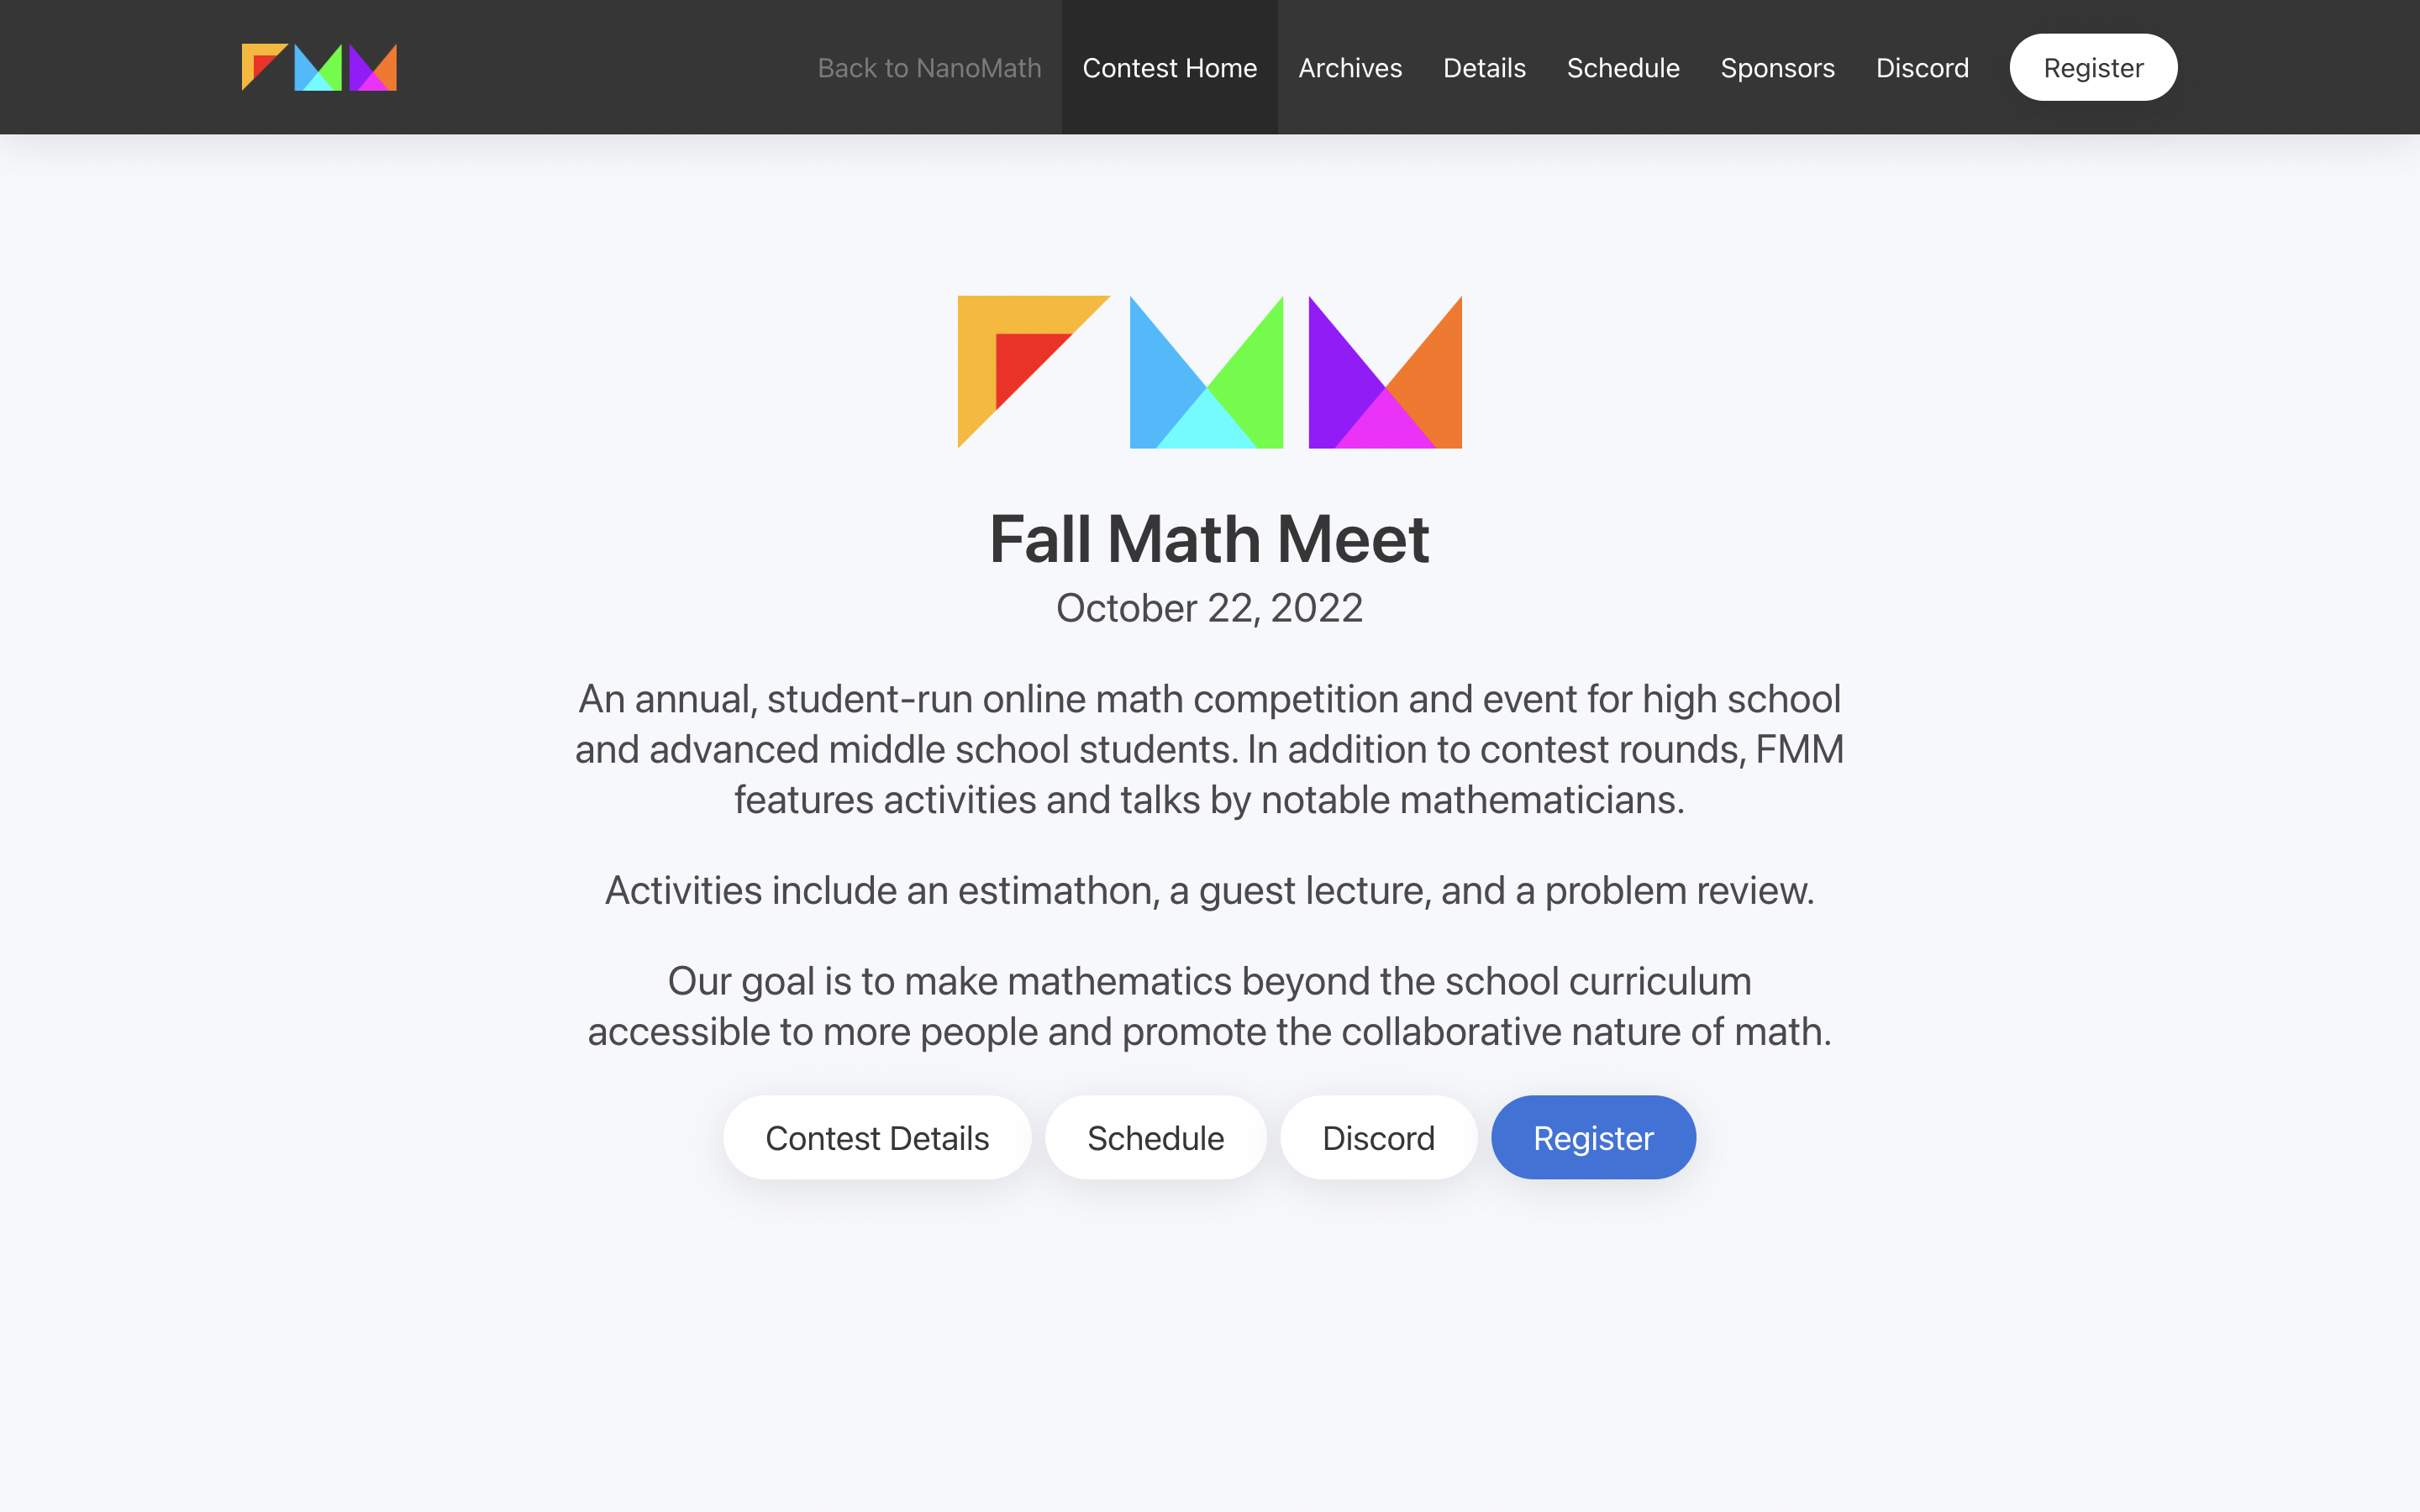 Back to NanoMath
Contest Home
Archives
Details
Schedule
Sponsors
Discord
Register
FMM
Fall Math Meet
October 22, 2022
An annual, student-run online math competition and event for high school
and advanced middle school students. In addition to contest rounds, FMM
features activities and talks by notable mathematicians.
Activities include an estimathon, a guest lecture, and a problem review.
Our goal is to make mathematics beyond the school curriculum
accessible to more people and promote the collaborative nature of math.
Contest Details
Schedule
Discord
Register